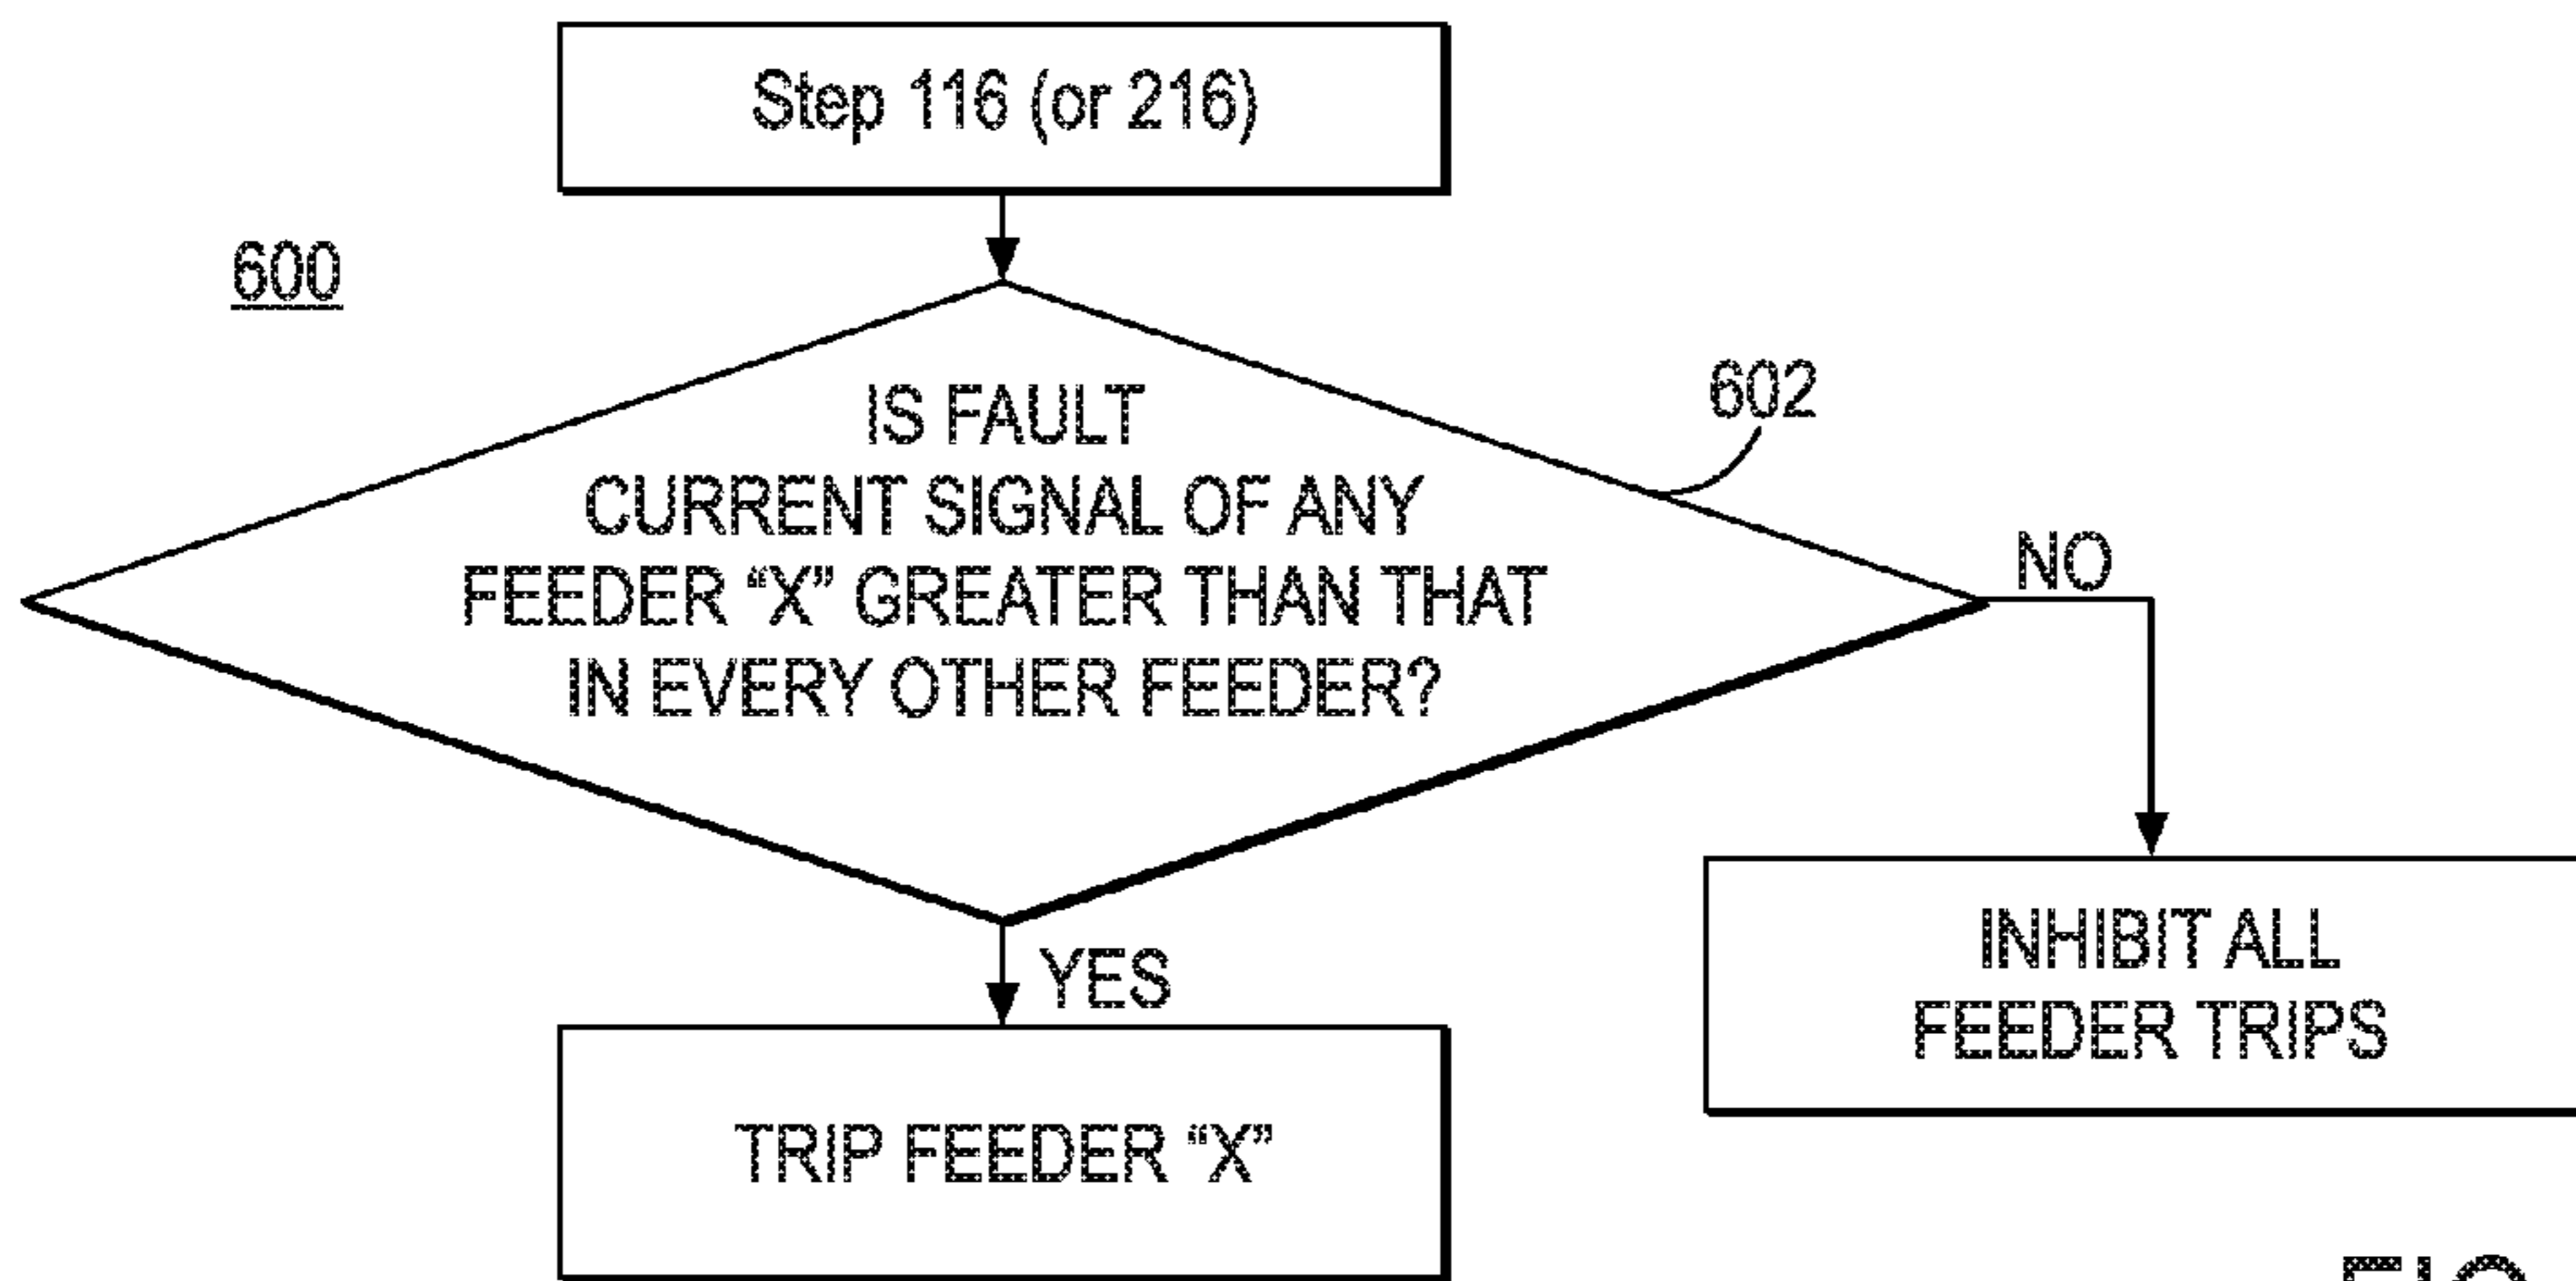 Step 116 (or 216)
600
602
IS FAULT
CURRENT SIGNAL OF ANY
FEEDER “X” GREATER THAN THAT
IN EVERY OTHER FEEDER?
NO
YES
INHIBIT ALL
FEEDER TRIPS
TRIP FEEDER “X”